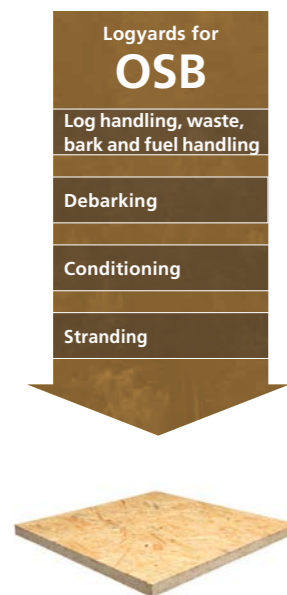 Logyards for
OSB
Log handling, waste,
bark and fuel handling
Debarking
Conditioning
Stranding